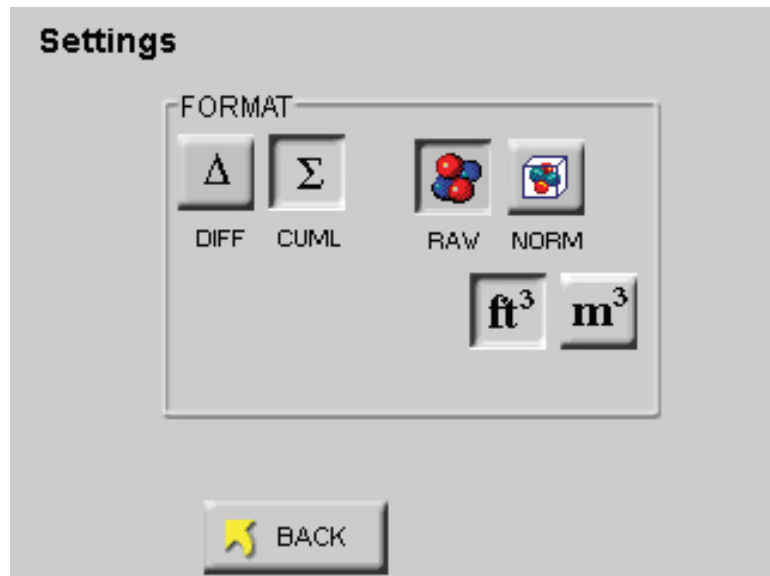 Settings
FORMAT
Δ Σ
DIFF CUML RAW NORM
ft³ m³
BACK